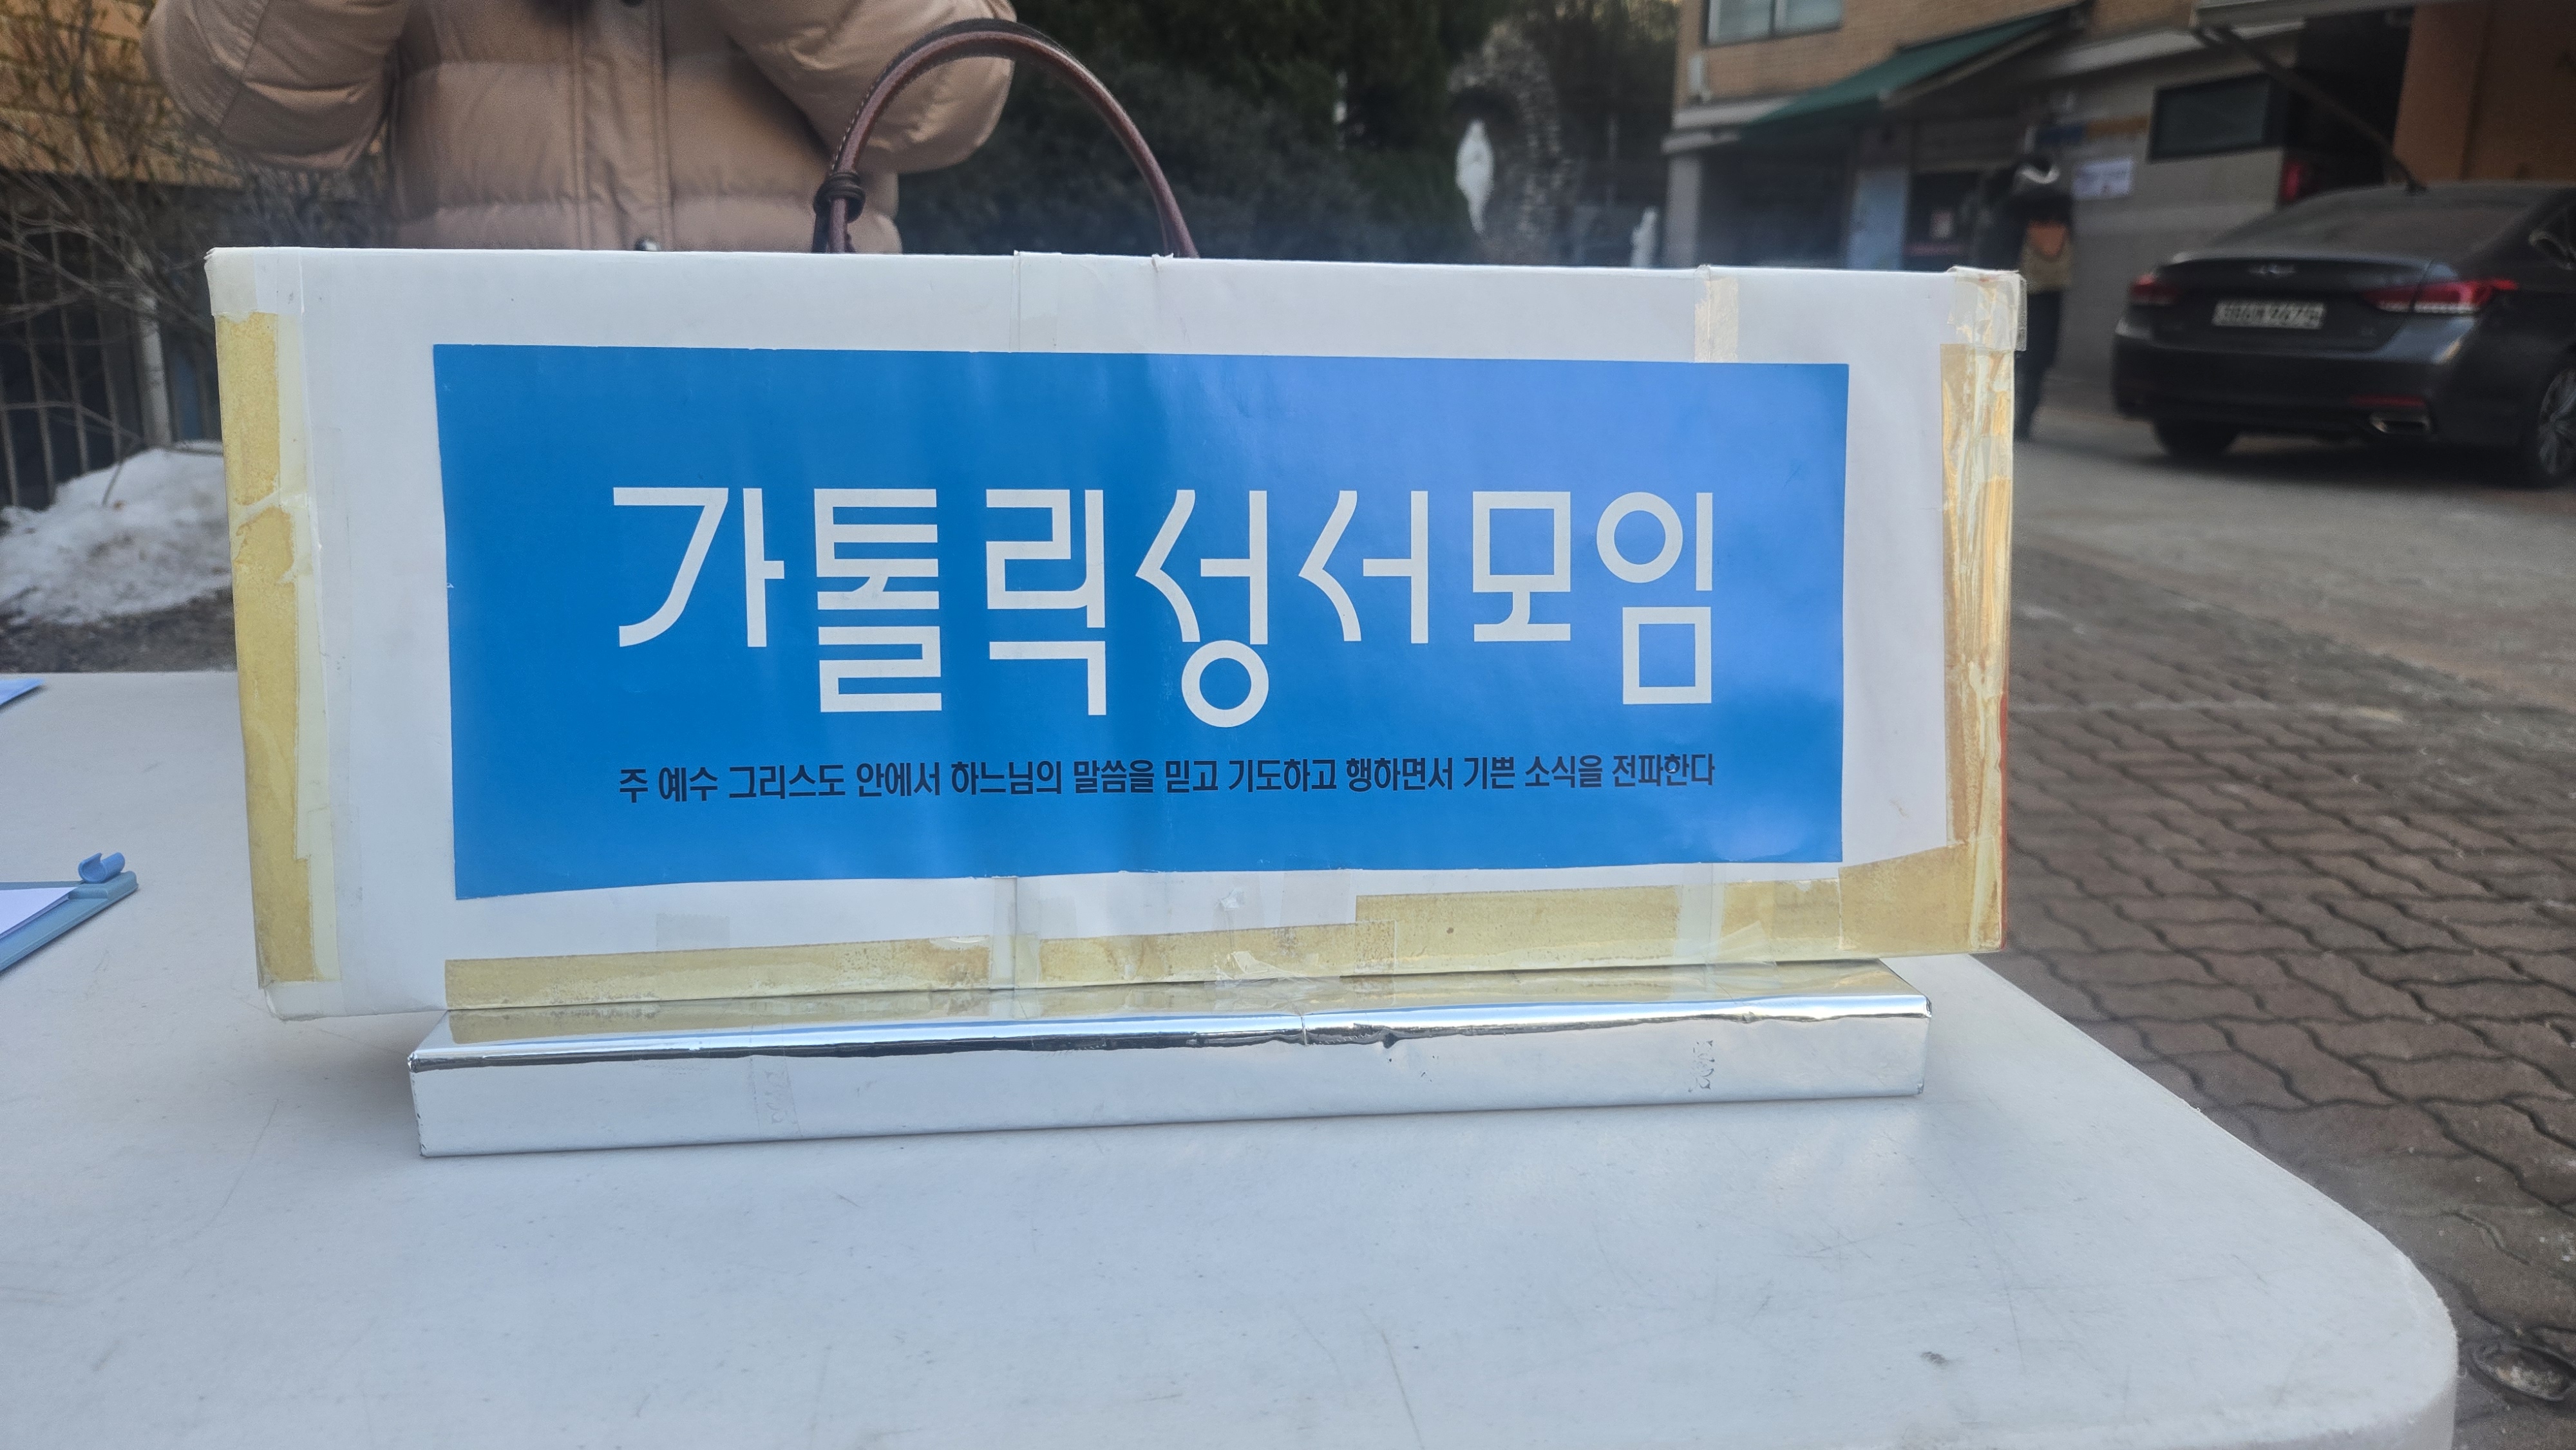 가톨릭성서모임
주 예수 그리스도 안에서 하느님의 말씀을 믿고 기도하고 행하면서 기쁜 소식을 전파한다